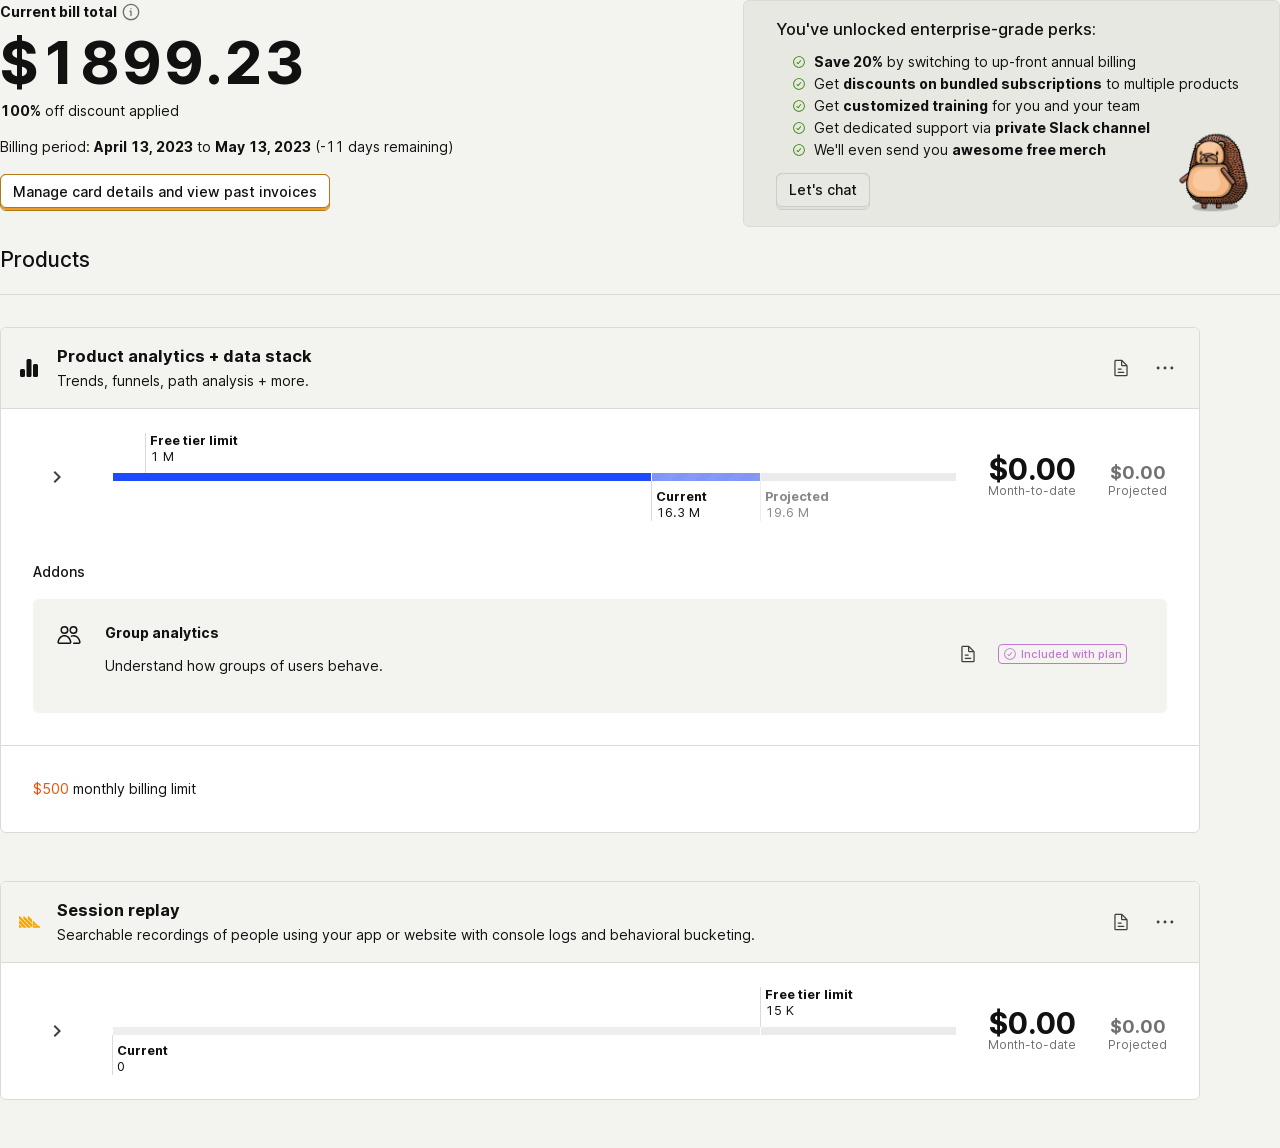 Current bill total
$1899.23
100% off discount applied
Billing period: April 13, 2023 to May 13, 2023 (-11 days remaining)
Manage card details and view past invoices
You've unlocked enterprise-grade perks:
Save 20% by switching to up-front annual billing
Get discounts on bundled subscriptions to multiple products
Get customized training for you and your team
Get dedicated support via private Slack channel
We'll even send you awesome free merch
Let's chat
Products
Product analytics + data stack
Trends, funnels, path analysis + more.
Free tier limit
1 M
Current
16.3 M
Projected
19.6 M
$0.00
Month-to-date
$0.00
Projected
Addons
Group analytics
Understand how groups of users behave.
Included with plan
$500 monthly billing limit
Session replay
Searchable recordings of people using your app or website with console logs and behavioral bucketing.
Free tier limit
15 K
Current
0
$0.00
Month-to-date
$0.00
Projected